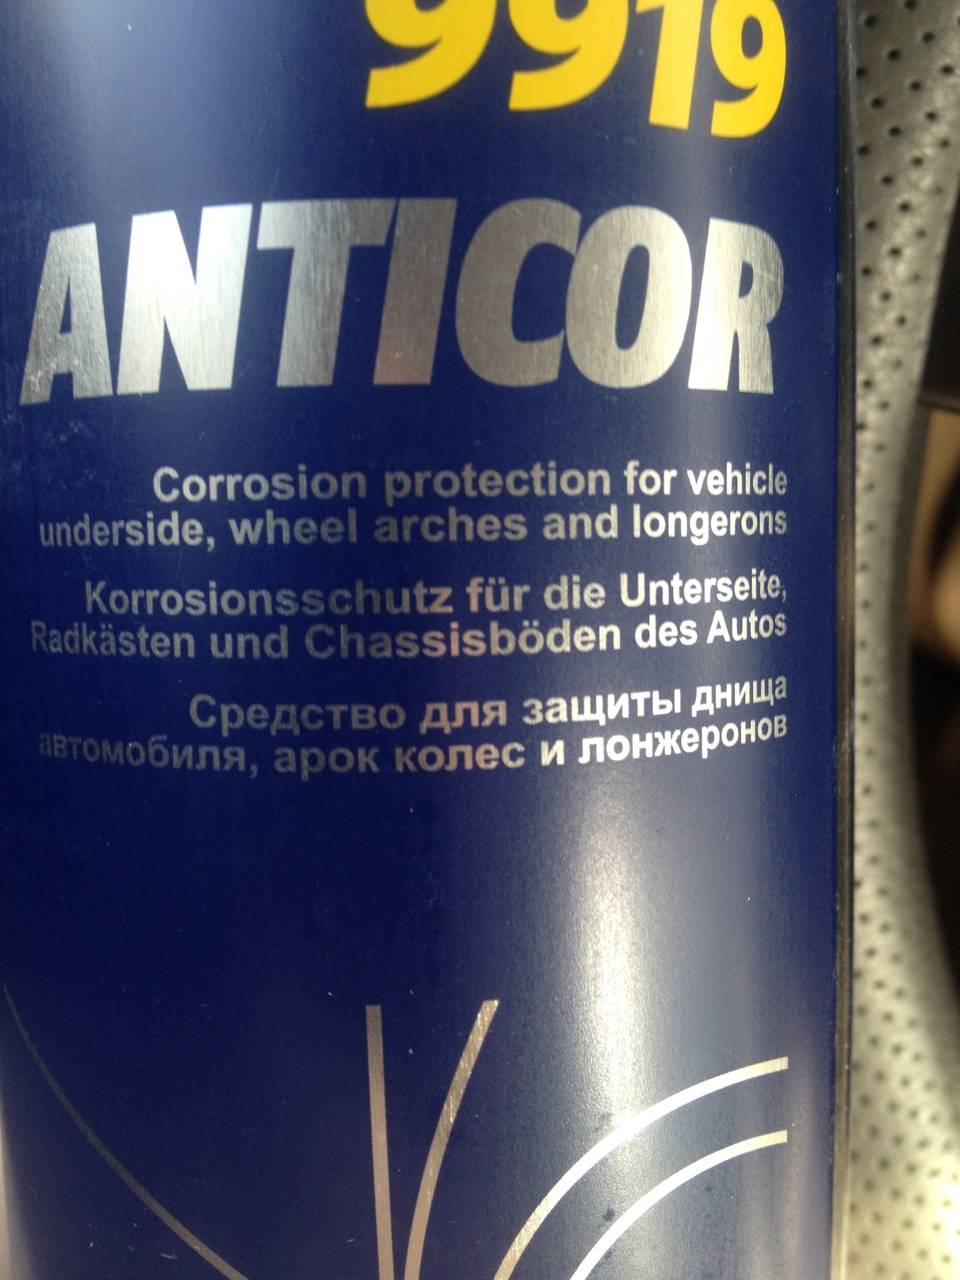 9919
ANTICOR
Corrosion protection for vehicle
underside, wheel arches and longerons
Korrosionsschutz für die Unterseite,
Radkästen und Chassisböden des Autos
Средство для защиты днища
автомобиля, арок колес и лонжеронов